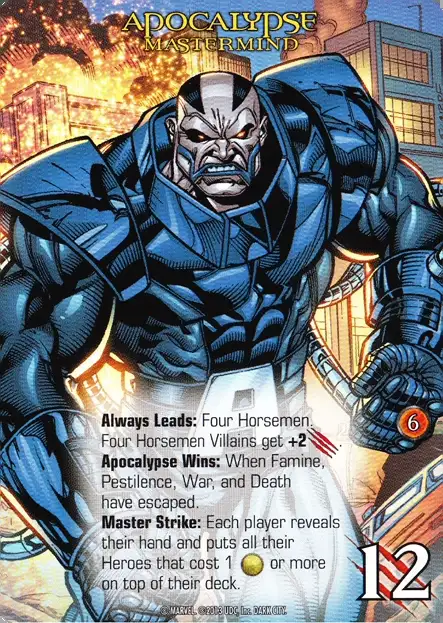 APOCALYPSE
MASTERMIND
Always Leads: Four Horsemen.
Four Horsemen Villains get +2 .
Apocalypse Wins: When Famine,
Pestilence, War, and Death
have escaped.
6
Master Strike: Each player reveals
their hand and puts all their
Heroes that cost 1 or more
on top of their deck.
12
© MARVEL. ©2013 UDC, Inc. DARK CITY.